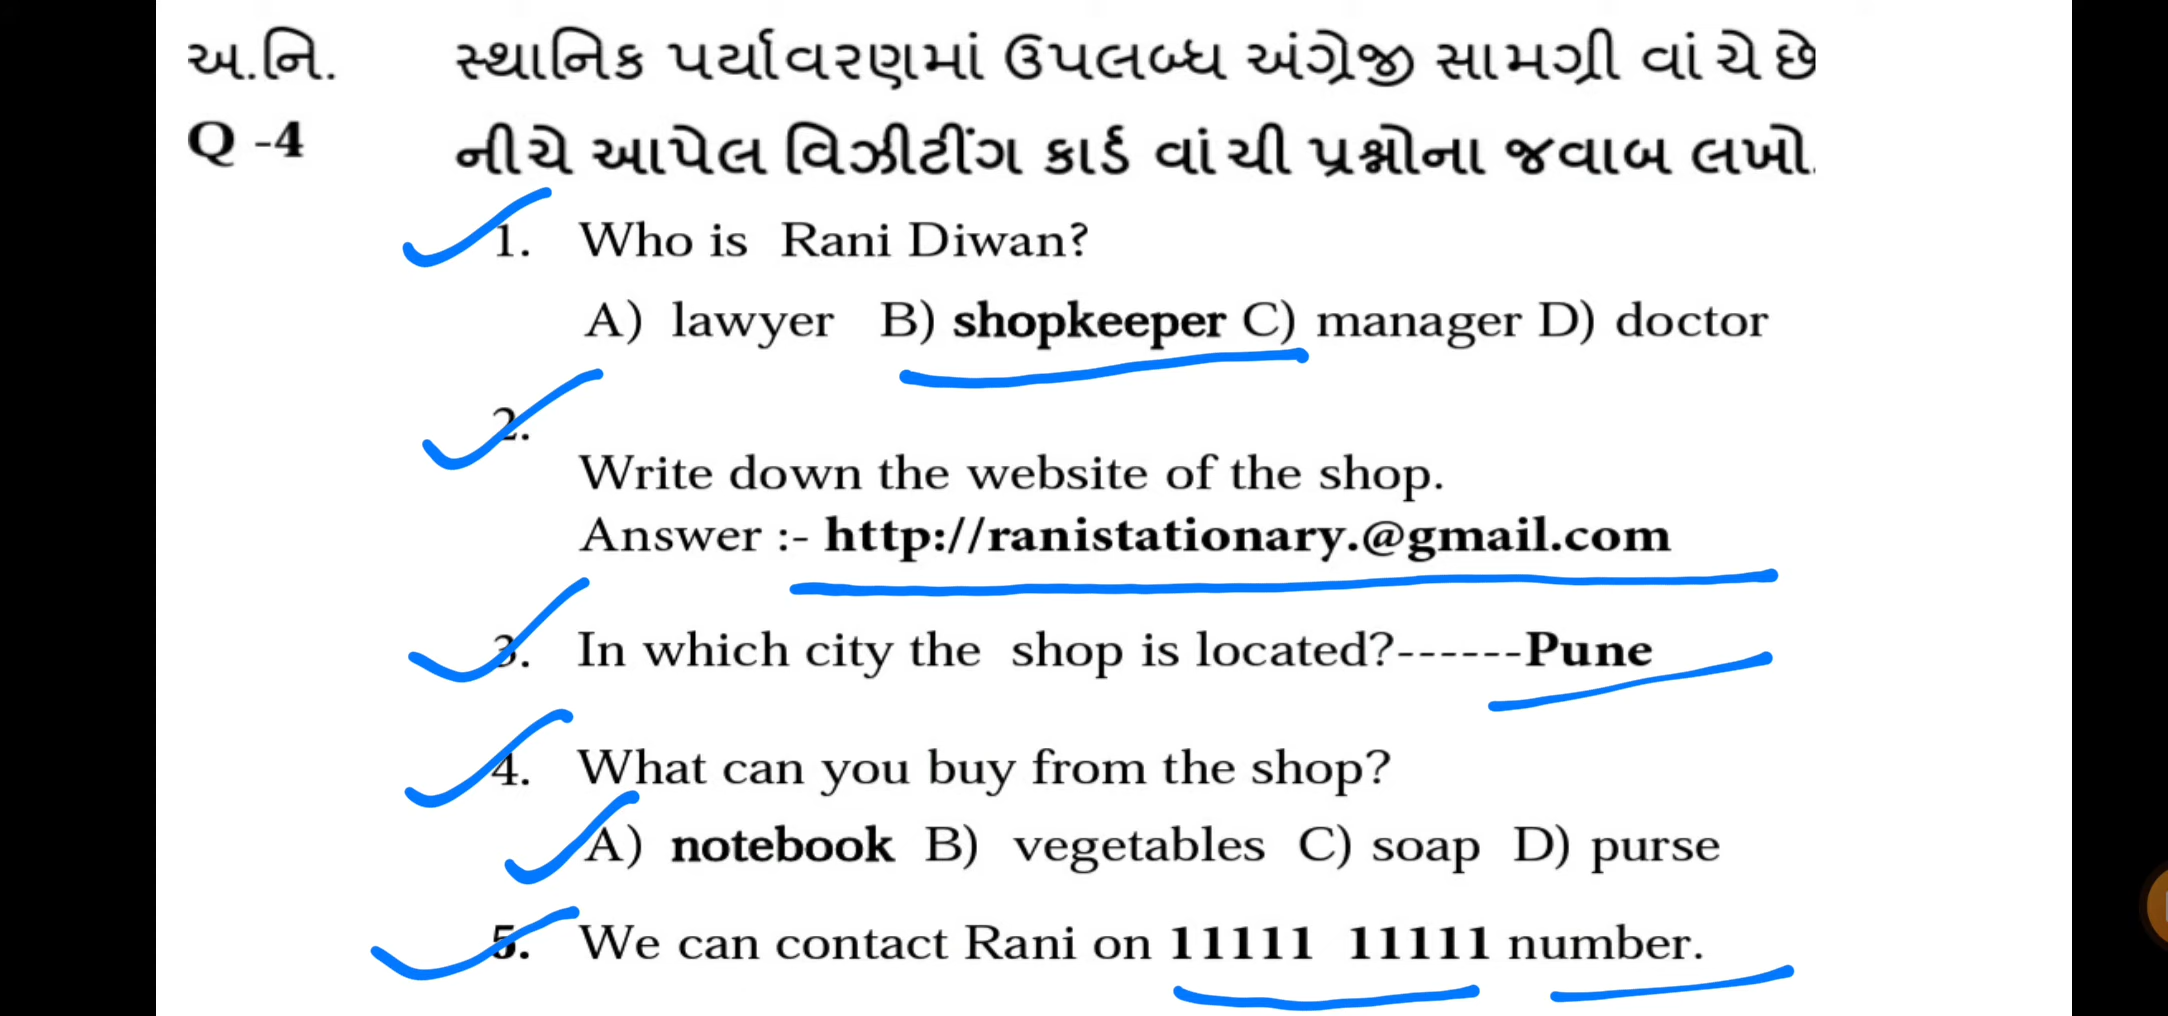 અ.નિ. સ્થાનિક પર્યાવરણમાં ઉપલબ્ધ અંગ્રેજી સામગ્રી વાંચે છે
Q -4 નીચે આપેલ વિઝીટીંગ કાર્ડ વાંચી પ્રશ્નોના જવાબ લખો.
1. Who is Rani Diwan?
A) lawyer B) shopkeeper C) manager D) doctor
2.
Write down the website of the shop.
Answer :- http://ranistationary.@gmail.com
3. In which city the shop is located?------Pune
4. What can you buy from the shop?
A) notebook B) vegetables C) soap D) purse
5. We can contact Rani on 11111 11111 number.